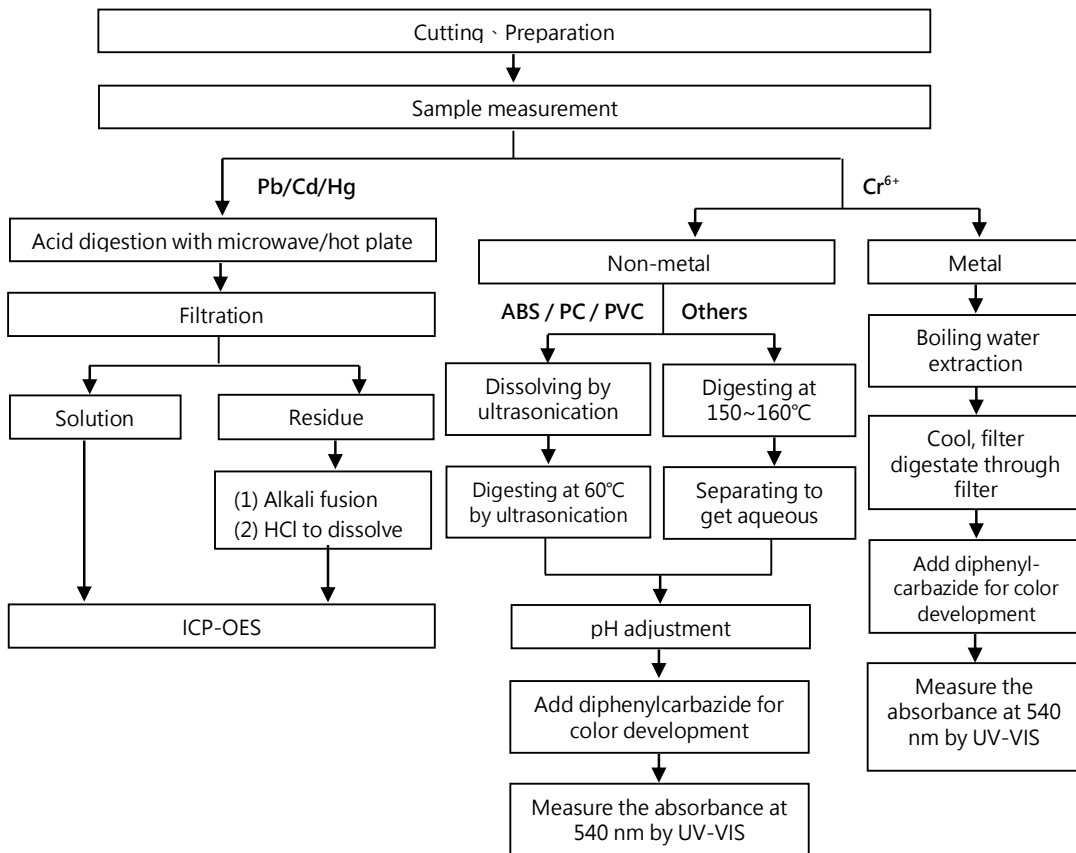 Cutting、Preparation
Sample measurement
Pb/Cd/Hg
Cr⁶⁺
Acid digestion with microwave/hot plate
Filtration
Solution
Residue
(1) Alkali fusion
(2) HCl to dissolve
ICP-OES
Non-metal
ABS / PC / PVC
Others
Dissolving by
ultrasonication
Digesting at
150~160℃
Digesting at 60℃
by ultrasonication
Separating to
get aqueous
pH adjustment
Add diphenylcarbazide for
color development
Measure the absorbance at
540 nm by UV-VIS
Metal
Boiling water
extraction
Cool, filter
digestate through
filter
Add diphenyl-
carbazide for color
development
Measure the
absorbance at 540
nm by UV-VIS